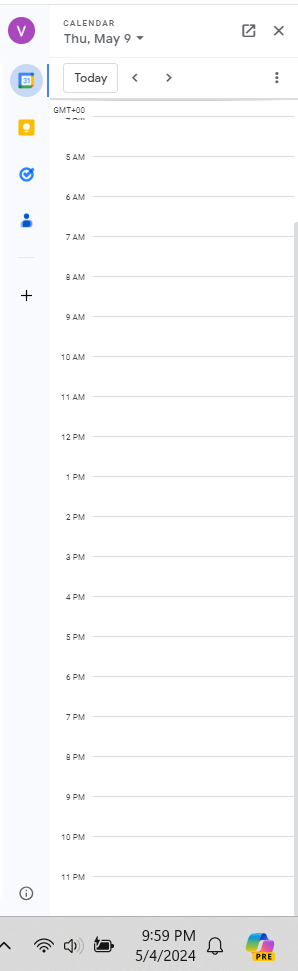 V
CALENDAR
Thu, May 9
31
Today
GMT+00
5 AM
6 AM
7 AM
8 AM
9 AM
10 AM
11 AM
12 PM
1 PM
2 PM
3 PM
4 PM
5 PM
6 PM
7 PM
8 PM
9 PM
10 PM
11 PM
9:59 PM
5/4/2024
PRE